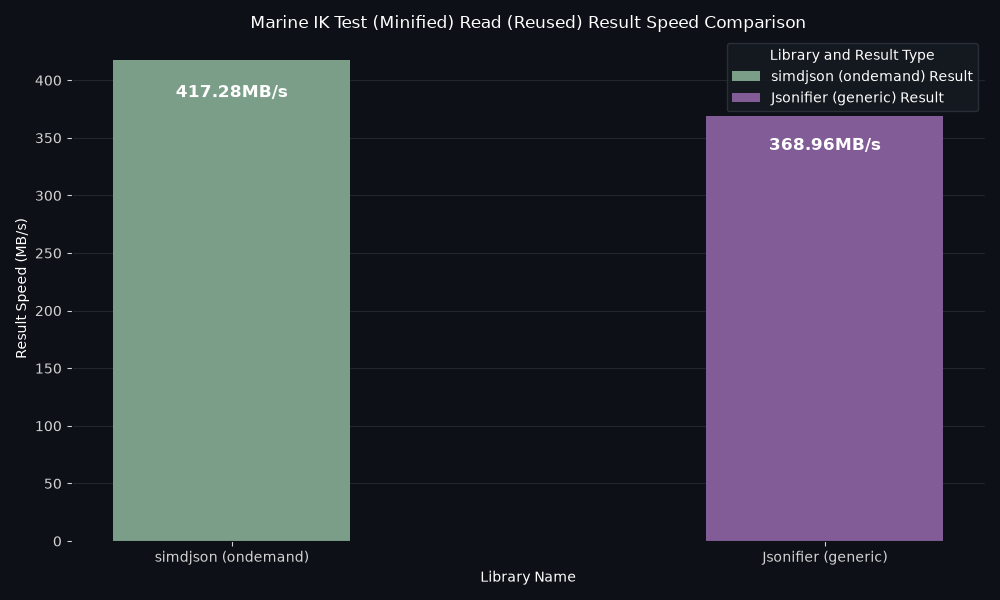 Marine IK Test (Minified) Read (Reused) Result Speed Comparison
Library and Result Type
simdjson (ondemand) Result
Jsonifier (generic) Result
417.28MB/s
368.96MB/s
400
350
300
250
200
150
100
50
0
Result Speed (MB/s)
simdjson (ondemand)
Jsonifier (generic)
Library Name